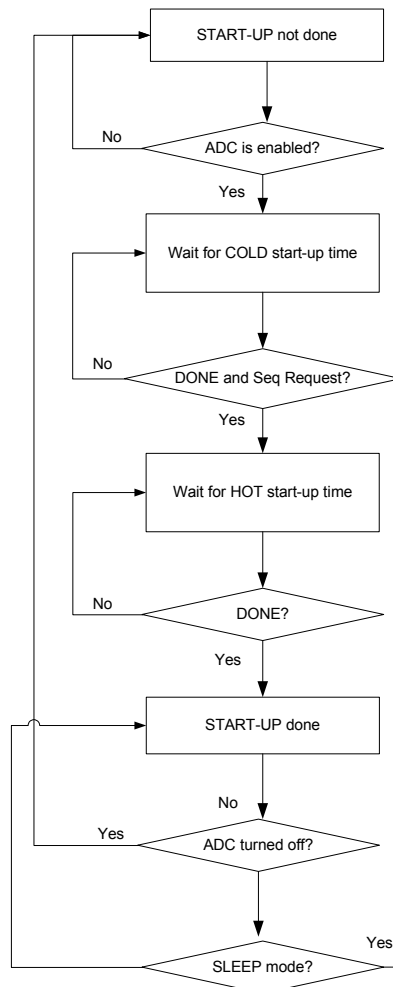 START-UP not done
No
ADC is enabled?
Yes
Wait for COLD start-up time
No
DONE and Seq Request?
Yes
Wait for HOT start-up time
No
DONE?
Yes
START-UP done
No
Yes
ADC turned off?
Yes
SLEEP mode?